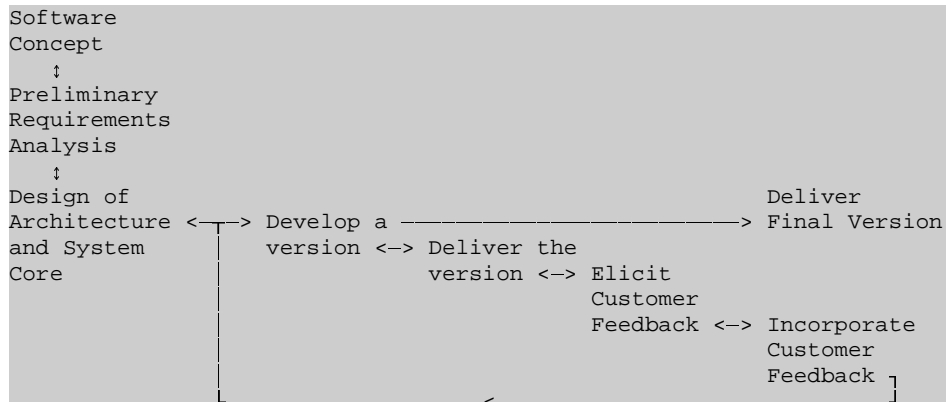 Software
Concept
↕
Preliminary
Requirements
Analysis
↕
Design of Deliver
Architecture <─┬─> Develop a ─────────────────────────> Final Version
and System version <─> Deliver the
Core version <─> Elicit
Customer
Feedback <─> Incorporate
Customer
Feedback ┐
└───────────────────<─────────────────────────────┘